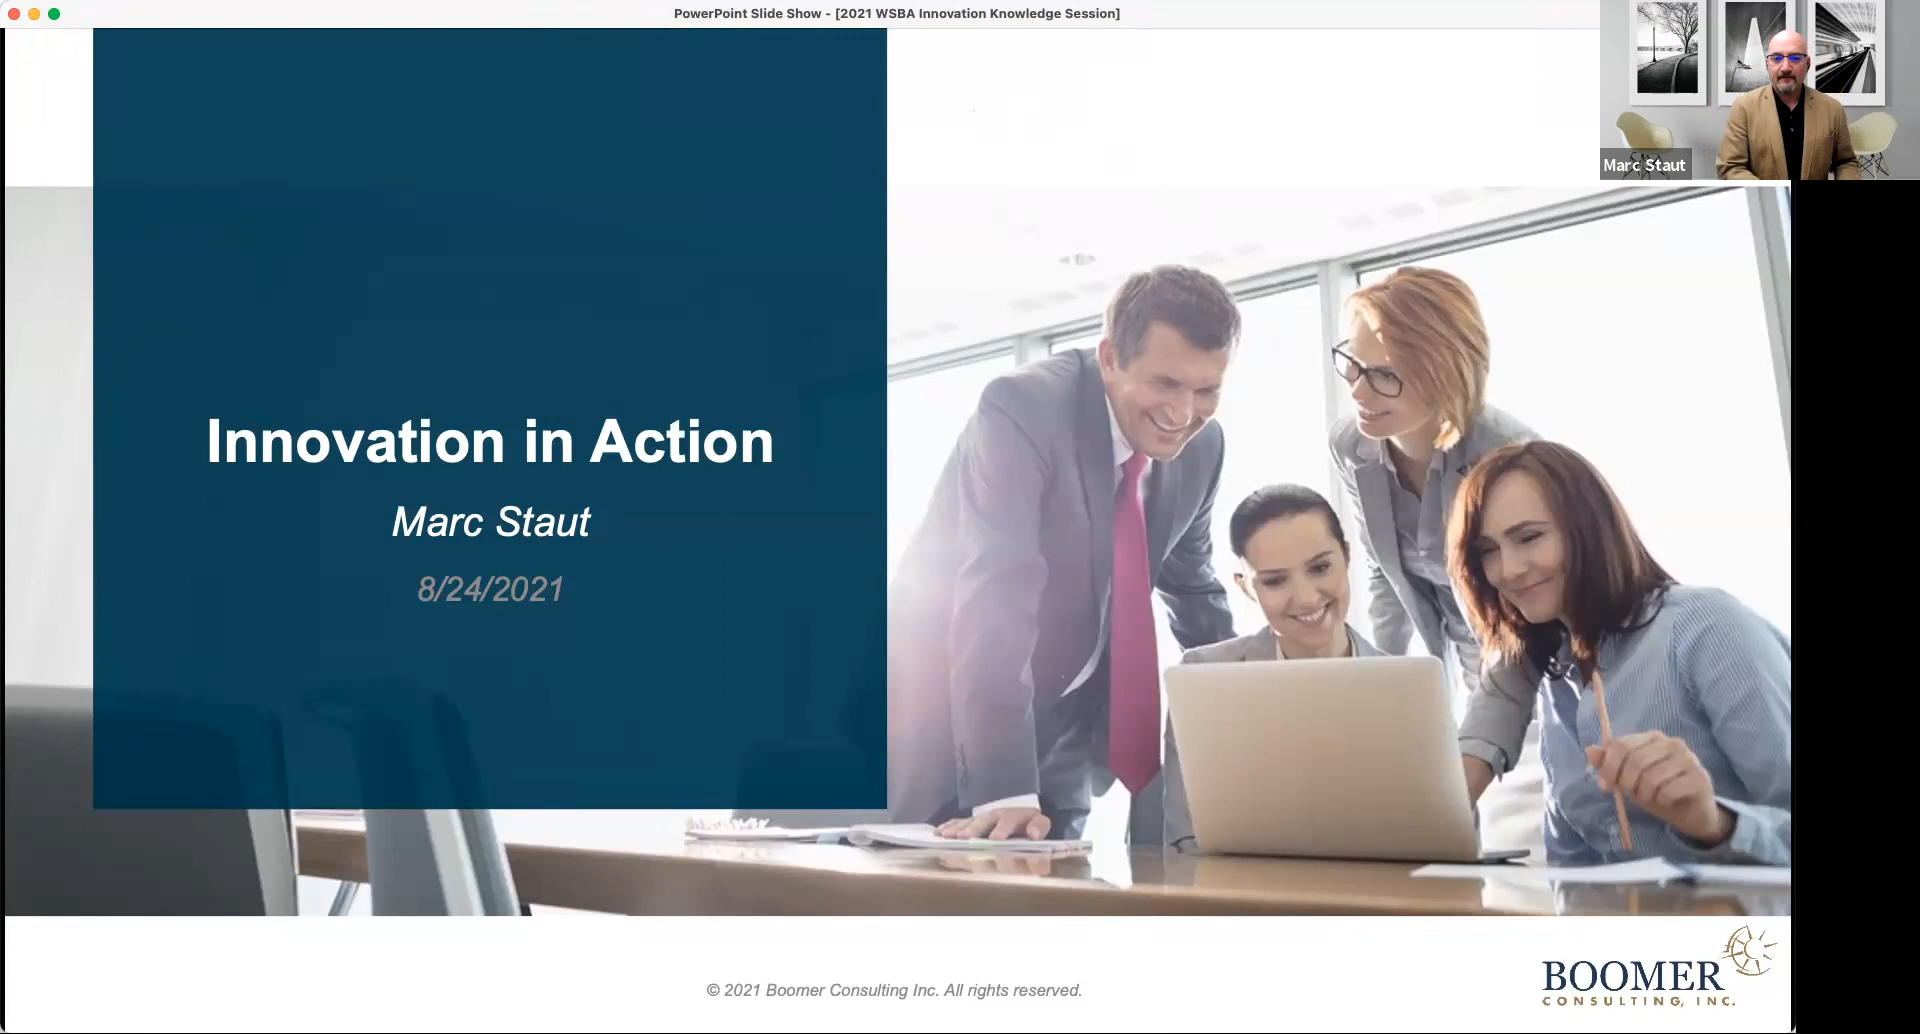 PowerPoint Slide Show - [2021 WSBA Innovation Knowledge Session]
Marc Staut
Innovation in Action
Marc Staut
8/24/2021
© 2021 Boomer Consulting Inc. All rights reserved.
BOOMER
CONSULTING, INC.